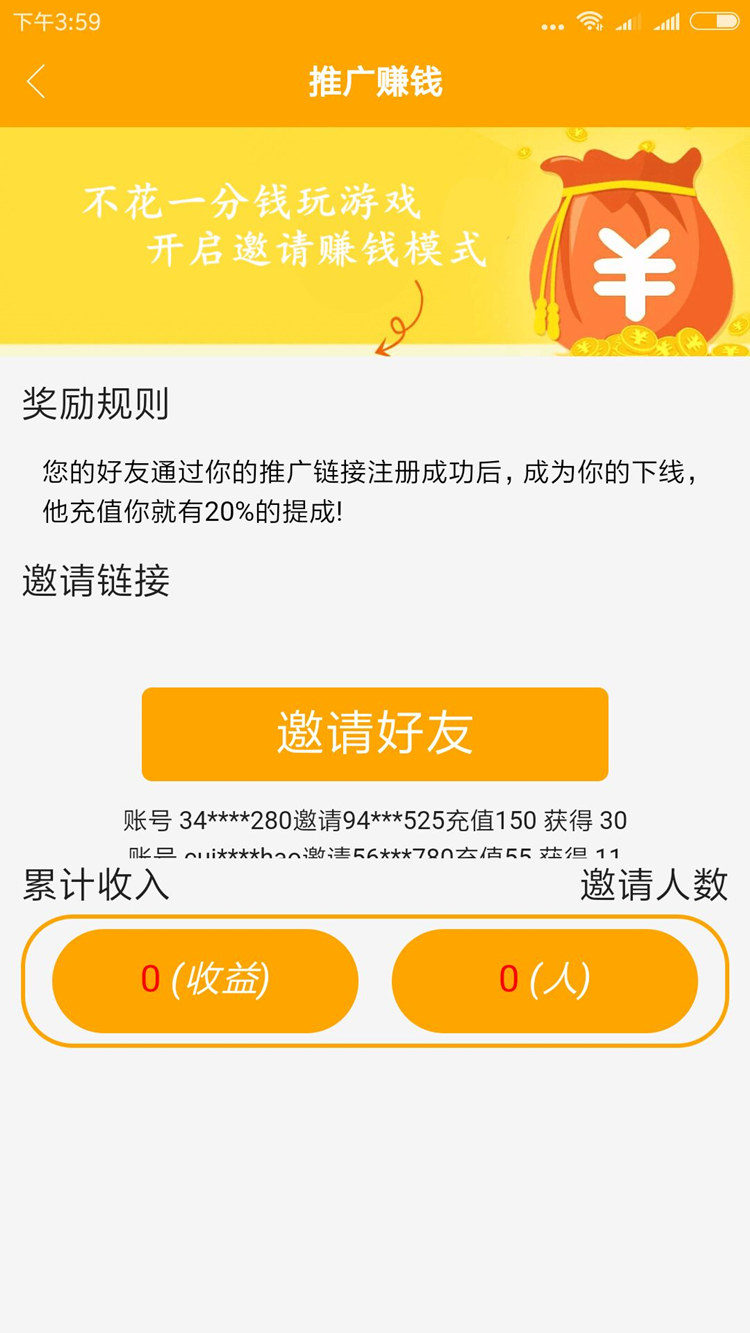 下午3:59
推广赚钱
不花一分钱玩游戏
开启邀请赚钱模式
奖励规则
您的好友通过你的推广链接注册成功后，成为你的下线，
他充值你就有20%的提成!
邀请链接
邀请好友
账号 34****280邀请94***525充值150 获得 30
账号 cui****hao邀请56***780充值55 获得 11
累计收入 邀请人数
0 (收益) 0 (人)